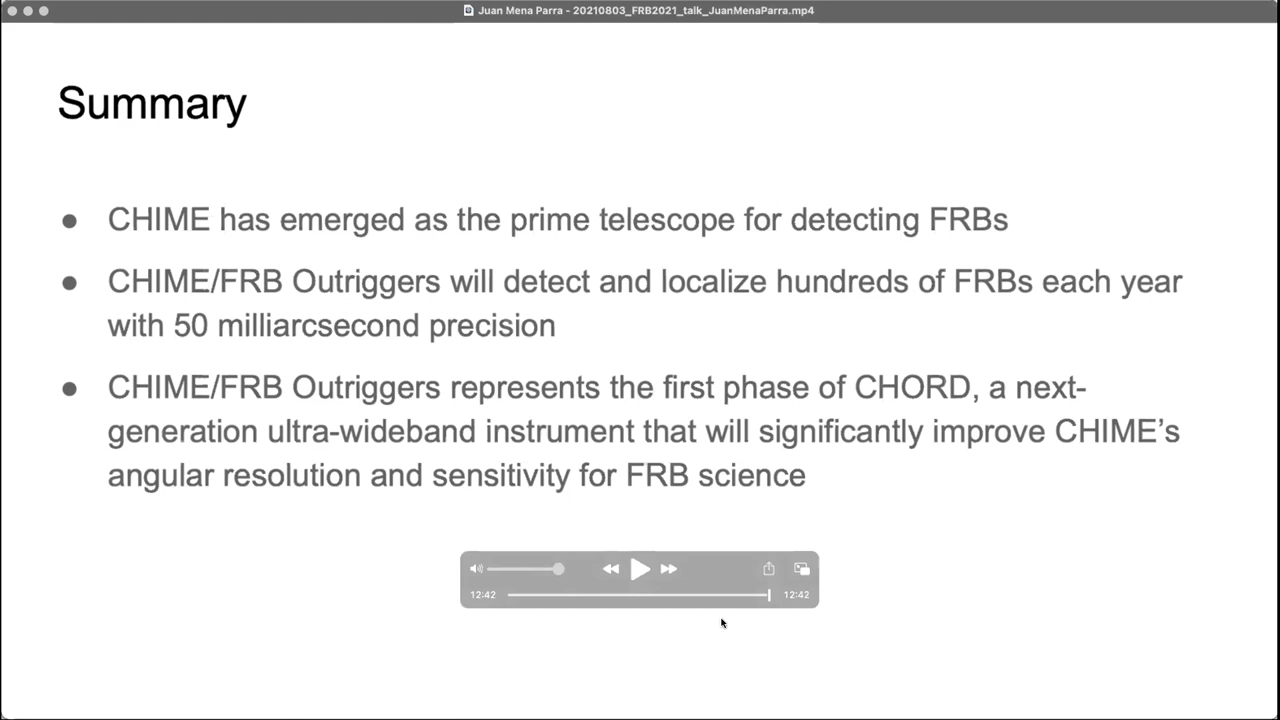 Juan Mena Parra - 20210803_FRB2021_talk_JuanMenaParra.mp4
Summary
● CHIME has emerged as the prime telescope for detecting FRBs
● CHIME/FRB Outriggers will detect and localize hundreds of FRBs each year
with 50 milliarcsecond precision
● CHIME/FRB Outriggers represents the first phase of CHORD, a next-
generation ultra-wideband instrument that will significantly improve CHIME’s
angular resolution and sensitivity for FRB science
12:42 12:42